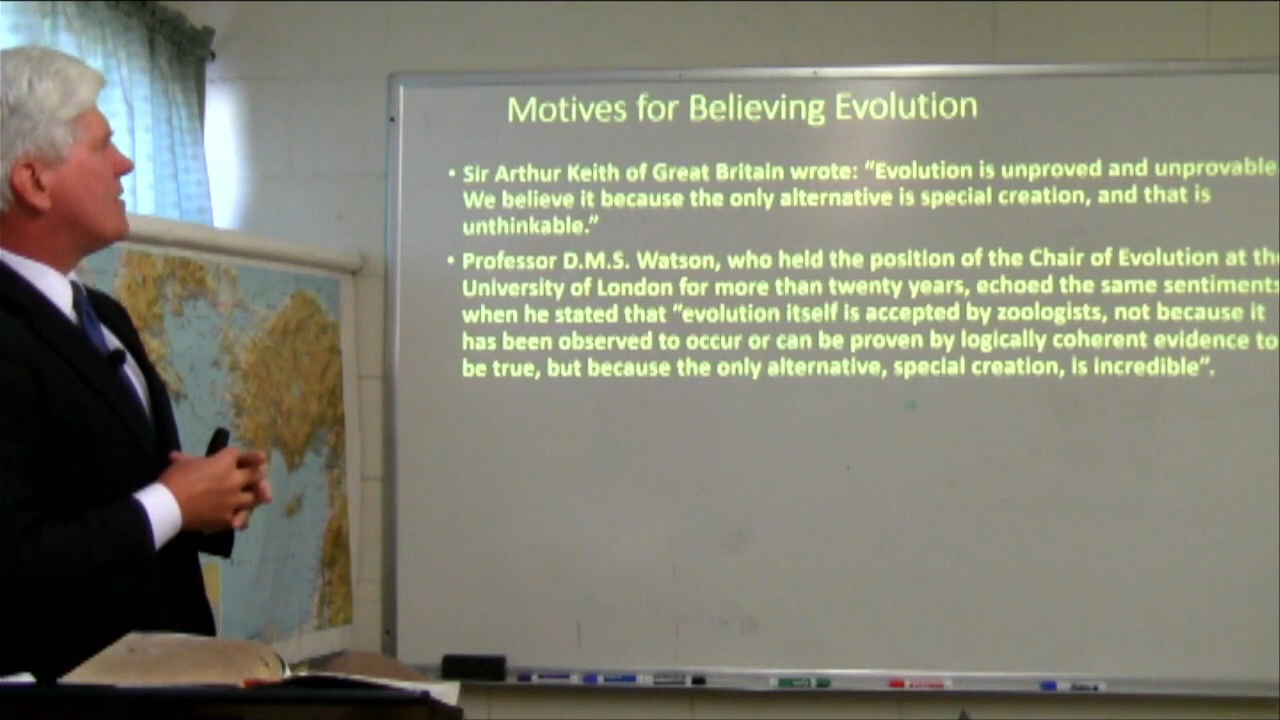 Motives for Believing Evolution
• Sir Arthur Keith of Great Britain wrote: “Evolution is unproved and unprovable
We believe it because the only alternative is special creation, and that is
unthinkable.”
• Professor D.M.S. Watson, who held the position of the Chair of Evolution at the
University of London for more than twenty years, echoed the same sentiments
when he stated that “evolution itself is accepted by zoologists, not because it
has been observed to occur or can be proven by logically coherent evidence to
be true, but because the only alternative, special creation, is incredible”.